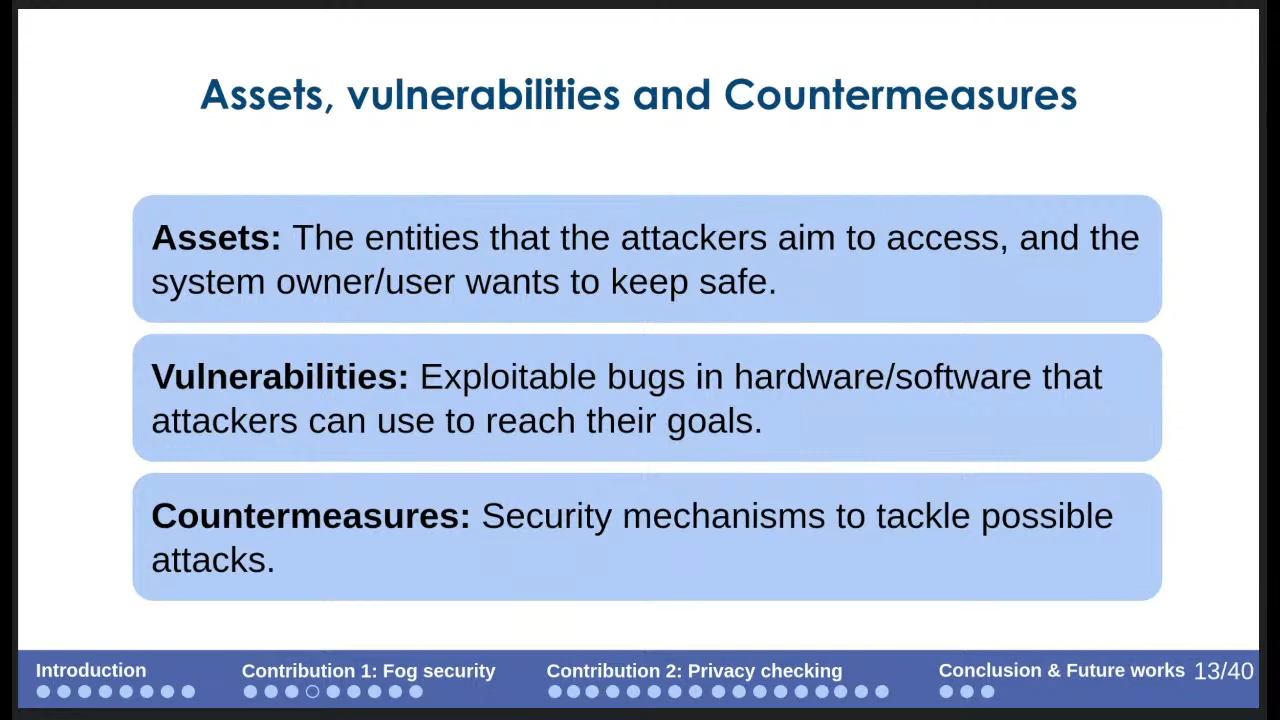 Assets, vulnerabilities and Countermeasures
Assets: The entities that the attackers aim to access, and the
system owner/user wants to keep safe.
Vulnerabilities: Exploitable bugs in hardware/software that
attackers can use to reach their goals.
Countermeasures: Security mechanisms to tackle possible
attacks.
Introduction
Contribution 1: Fog security
Contribution 2: Privacy checking
Conclusion & Future works
13/40